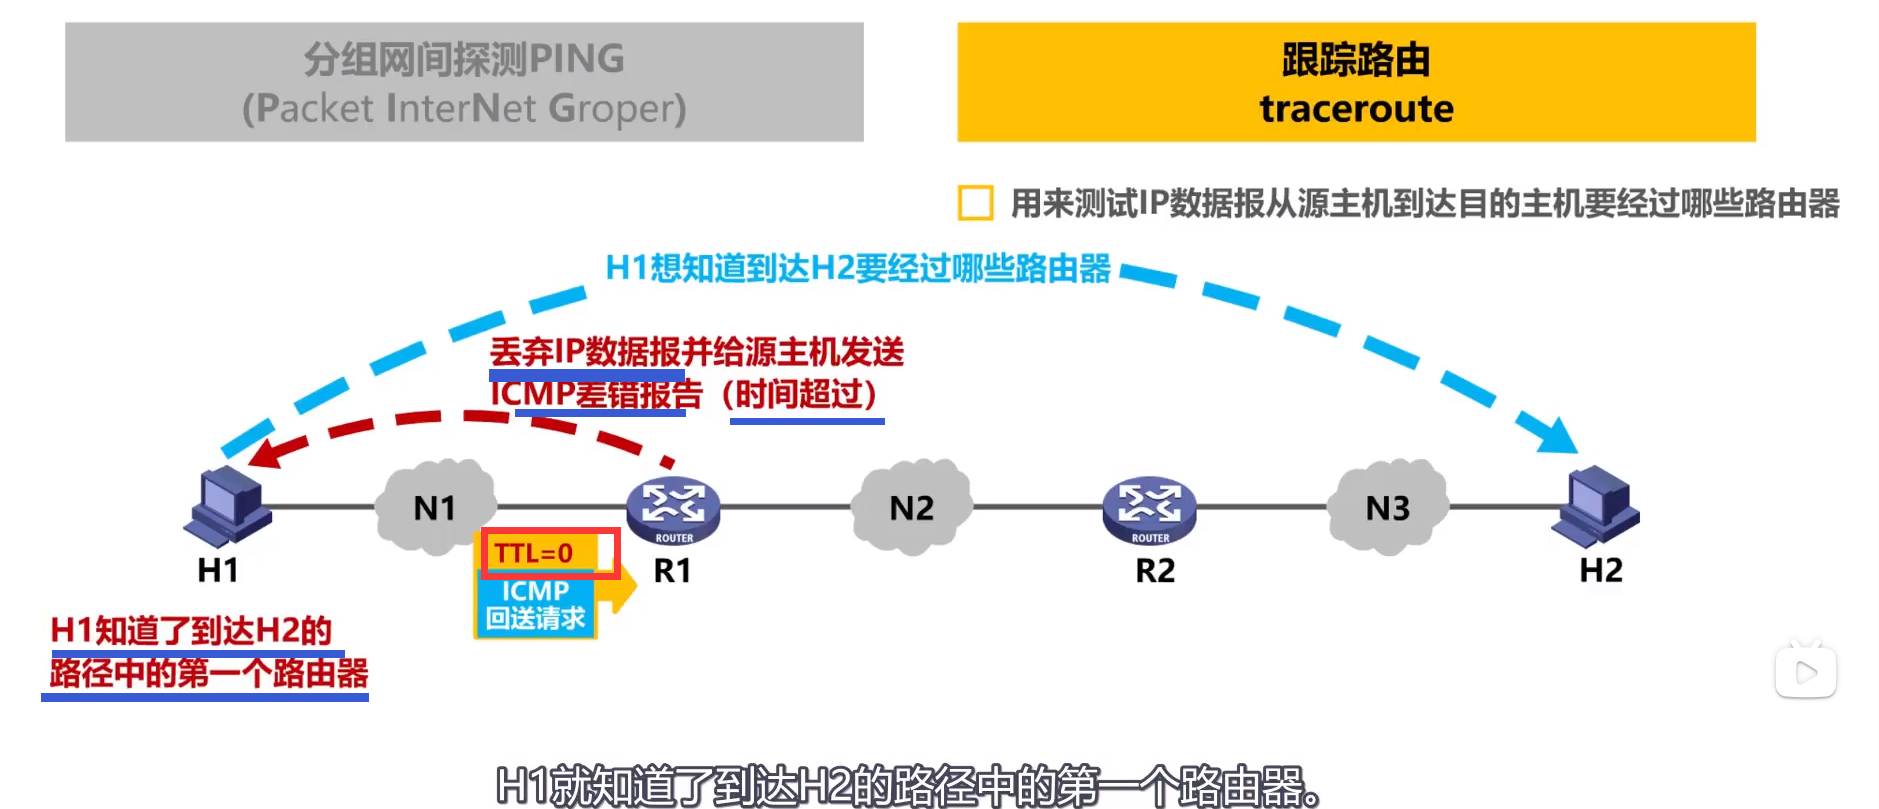 分组网间探测PING
(Packet InterNet Groper)
跟踪路由
traceroute
用来测试IP数据报从源主机到达目的主机要经过哪些路由器
H1想知道到达H2要经过哪些路由器
丢弃IP数据报并给源主机发送
ICMP差错报告（时间超过）
N1
N2
N3
ROUTER
ROUTER
H1
R1
R2
H2
TTL=0
ICMP
回送请求
H1知道了到达H2的
路径中的第一个路由器
H1就知道了到达H2的路径中的第一个路由器。